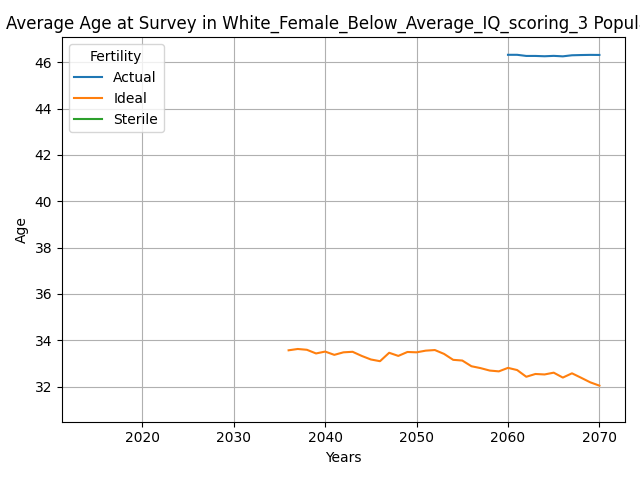 Average Age at Survey in White_Female_Below_Average_IQ_scoring_3
Fertility
Actual
Ideal
Sterile
46
44
42
40
38
36
34
32
Age
2020 2030 2040 2050 2060 2070
Years